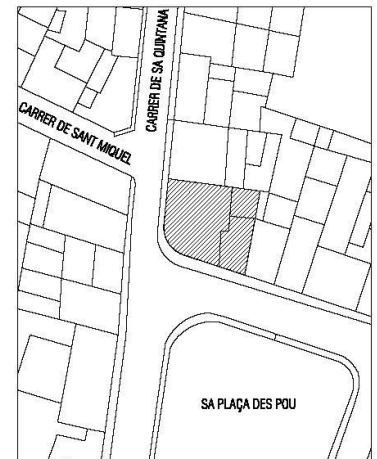 CARRER DE SA QUINTANA
CARRER DE SANT MIQUEL
SA PLAÇA DES POU